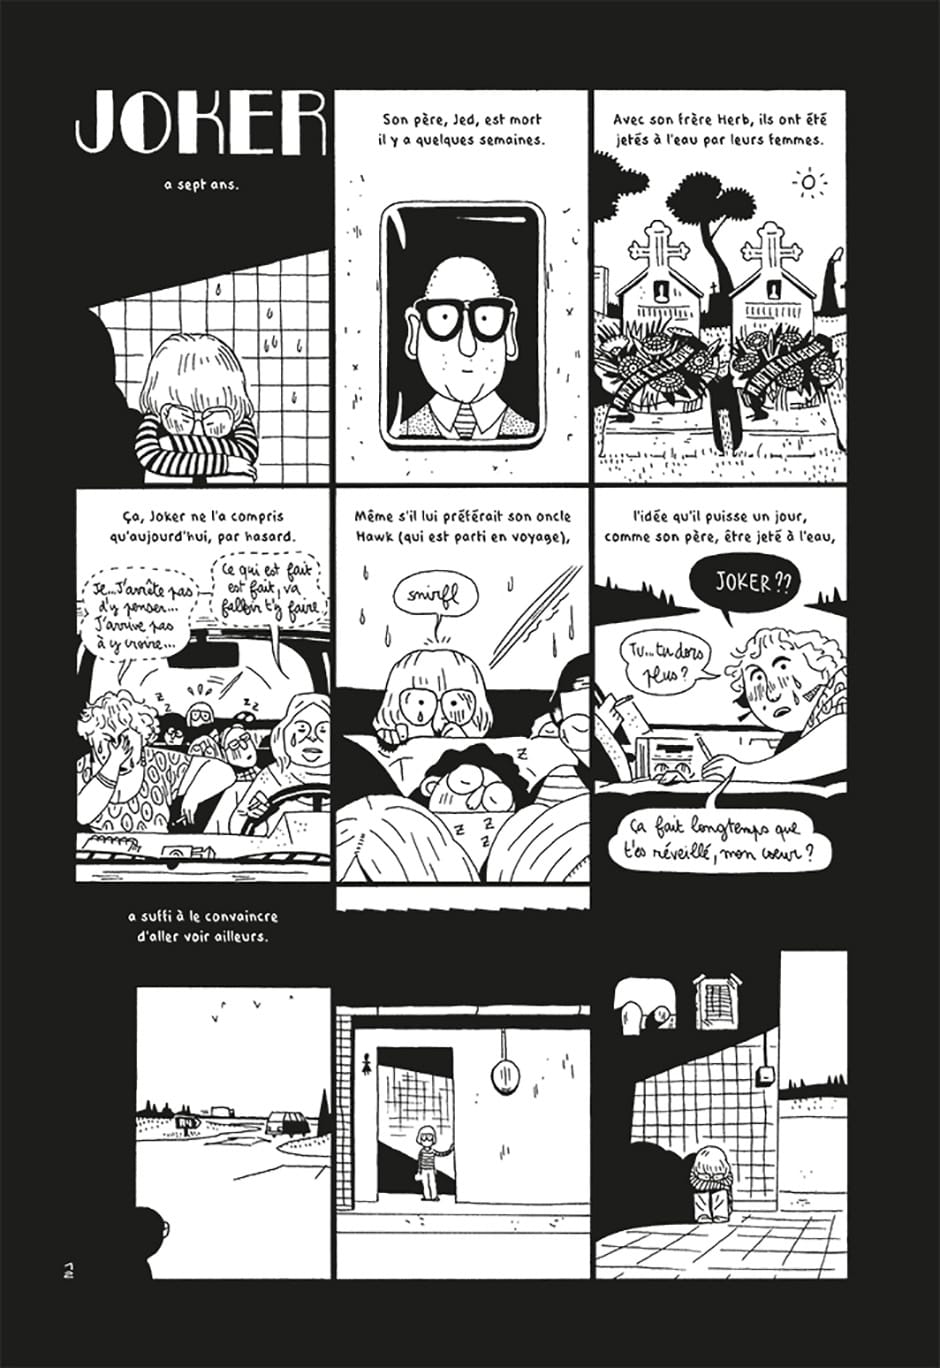 JOKER
a sept ans.
Son père, Jed, est mort
il y a quelques semaines.
Avec son frère Herb, ils ont été
jetés à l'eau par leurs femmes.
Ça, Joker ne l'a compris
qu'aujourd'hui, par hasard.
Je... J'arrête pas
d'y penser...
J'arrive pas
à y croire...
Ce qui est fait
est fait, va
falloir t'y faire
z
z
z z
Même s'il lui préférait son oncle
Hawk (qui est parti en voyage),
snirfl
z
z
z
z
z
l'idée qu'il puisse un jour,
comme son père, être jeté à l'eau,
JOKER??
Tu... tu dors
plus?
Ça fait longtemps que
t'es réveillé, mon cœur?
a suffi à le convaincre
d'aller voir ailleurs.